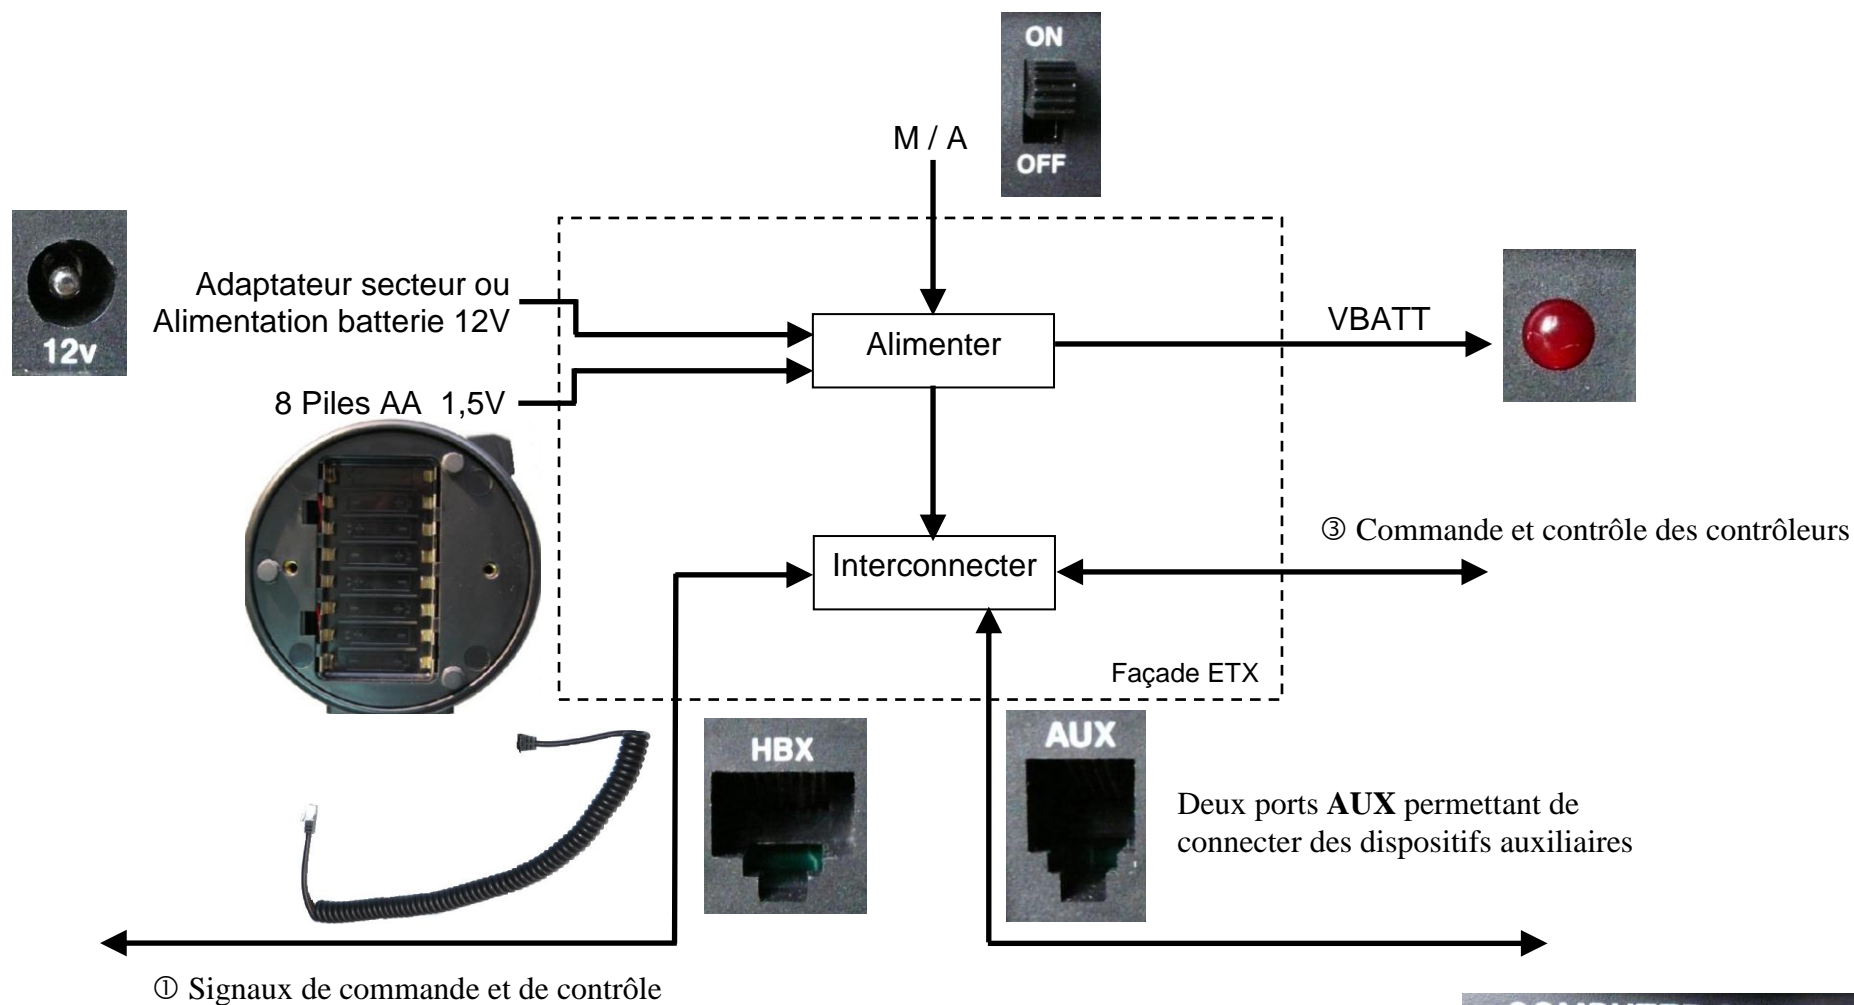 ON
OFF
M / A
12v
Adaptateur secteur ou
Alimentation batterie 12V
Alimenter
VBATT
8 Piles AA 1,5V
③ Commande et contrôle des contrôleurs
Interconnecter
Façade ETX
HBX
AUX
Deux ports AUX permettant de
connecter des dispositifs auxiliaires
① Signaux de commande et de contrôle